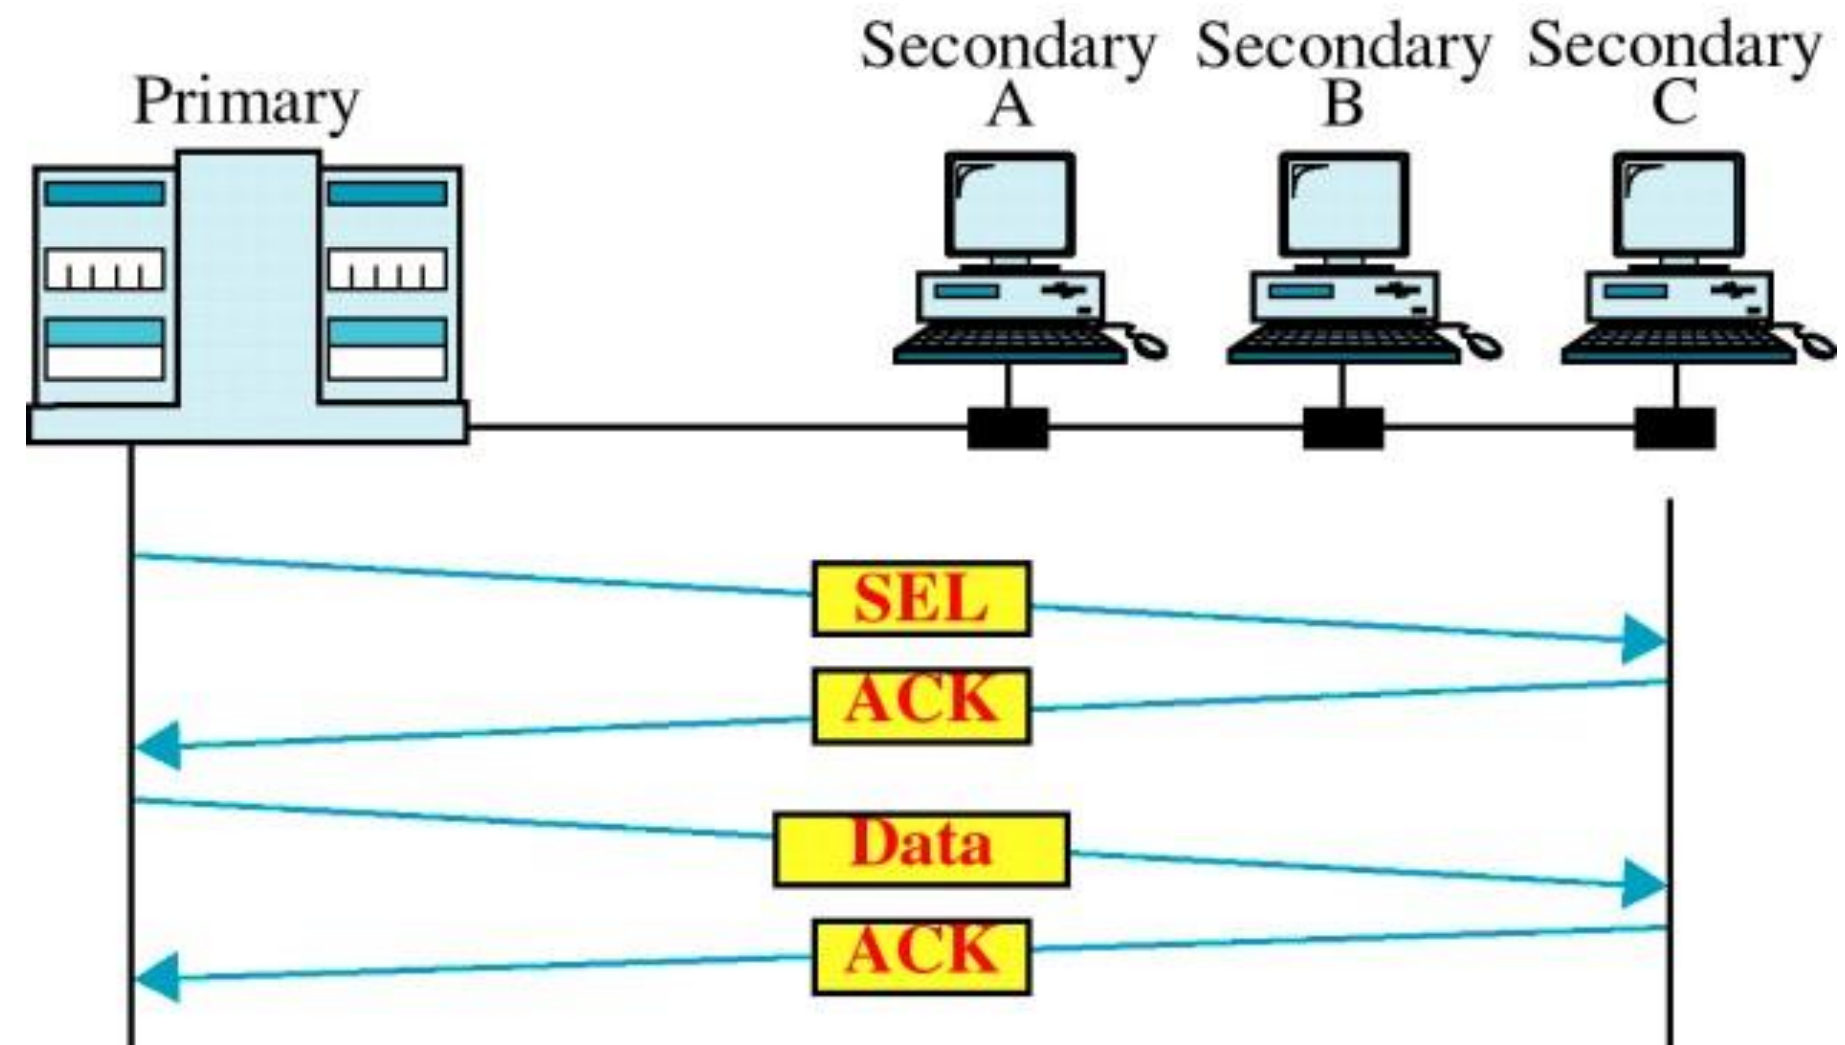 Primary
Secondary
A
Secondary
B
Secondary
C
SEL
ACK
Data
ACK